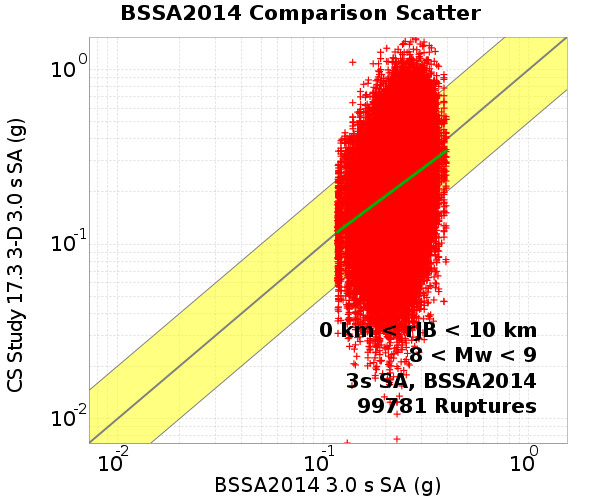 BSSA2014 Comparison Scatter
CS Study 17.3 3-D 3.0 s SA (g)
10^0
10^-1
10^-2
0 km < rJB < 10 km
8 < Mw < 9
3s SA, BSSA2014
99781 Ruptures
10^-2 10^-1 10^0
BSSA2014 3.0 s SA (g)